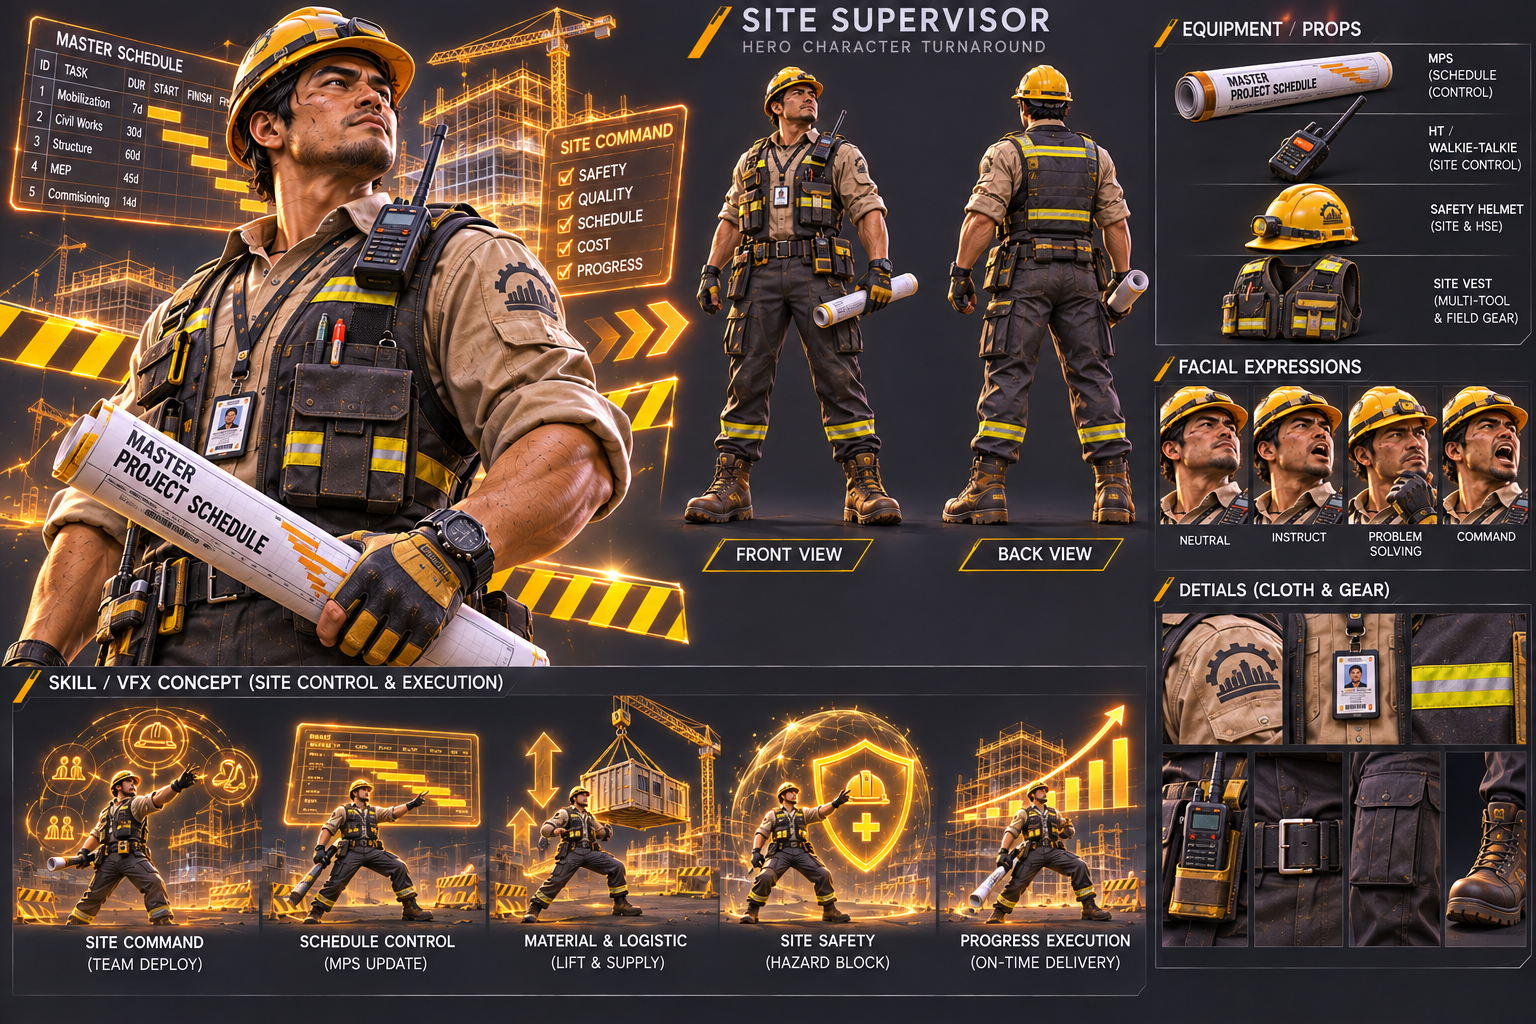 SITE SUPERVISOR
HERO CHARACTER TURNAROUND
MASTER SCHEDULE
ID TASK DUR START FINISH
1 Mobilization 7d
2 Civil Works 30d
3 Structure 60d
4 MEP 45d
5 Commisioning 14d
SITE COMMAND
SAFETY
QUALITY
SCHEDULE
COST
PROGRESS
MASTER
PROJECT SCHEDULE
FRONT VIEW
BACK VIEW
EQUIPMENT / PROPS
MASTER
PROJECT SCHEDULE
MPS
(SCHEDULE
(CONTROL)
HT /
WALKIE-TALKIE
(SITE CONTROL)
SAFETY HELMET
(SITE & HSE)
SITE VEST
(MULTI-TOOL
& FIELD GEAR)
FACIAL EXPRESSIONS
NEUTRAL
INSTRUCT
PROBLEM
SOLVING
COMMAND
DETIALS (CLOTH & GEAR)
SKILL / VFX CONCEPT (SITE CONTROL & EXECUTION)
SITE COMMAND
(TEAM DEPLOY)
SCHEDULE CONTROL
(MPS UPDATE)
MATERIAL & LOGISTIC
(LIFT & SUPPLY)
SITE SAFETY
(HAZARD BLOCK)
PROGRESS EXECUTION
(ON-TIME DELIVERY)